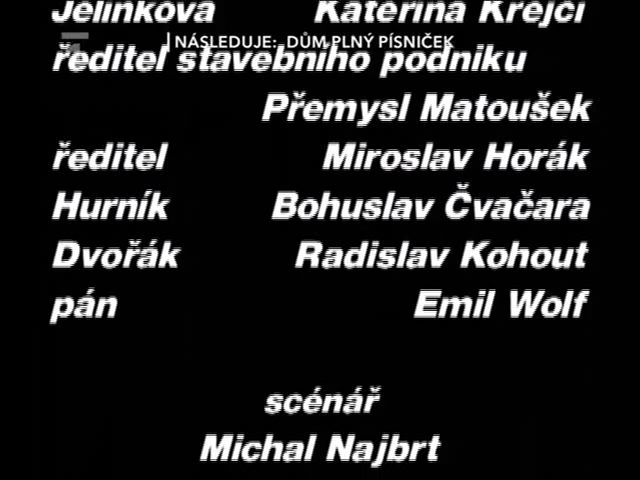 Jelínková Kateřina Krejčí
NÁSLEDUJE: DŮM PLNÝ PÍSNIČEK
ředitel stavebního podniku
Přemysl Matoušek
ředitel Miroslav Horák
Hurník Bohuslav Čvačara
Dvořák Radislav Kohout
pán Emil Wolf
scénář
Michal Najbrt